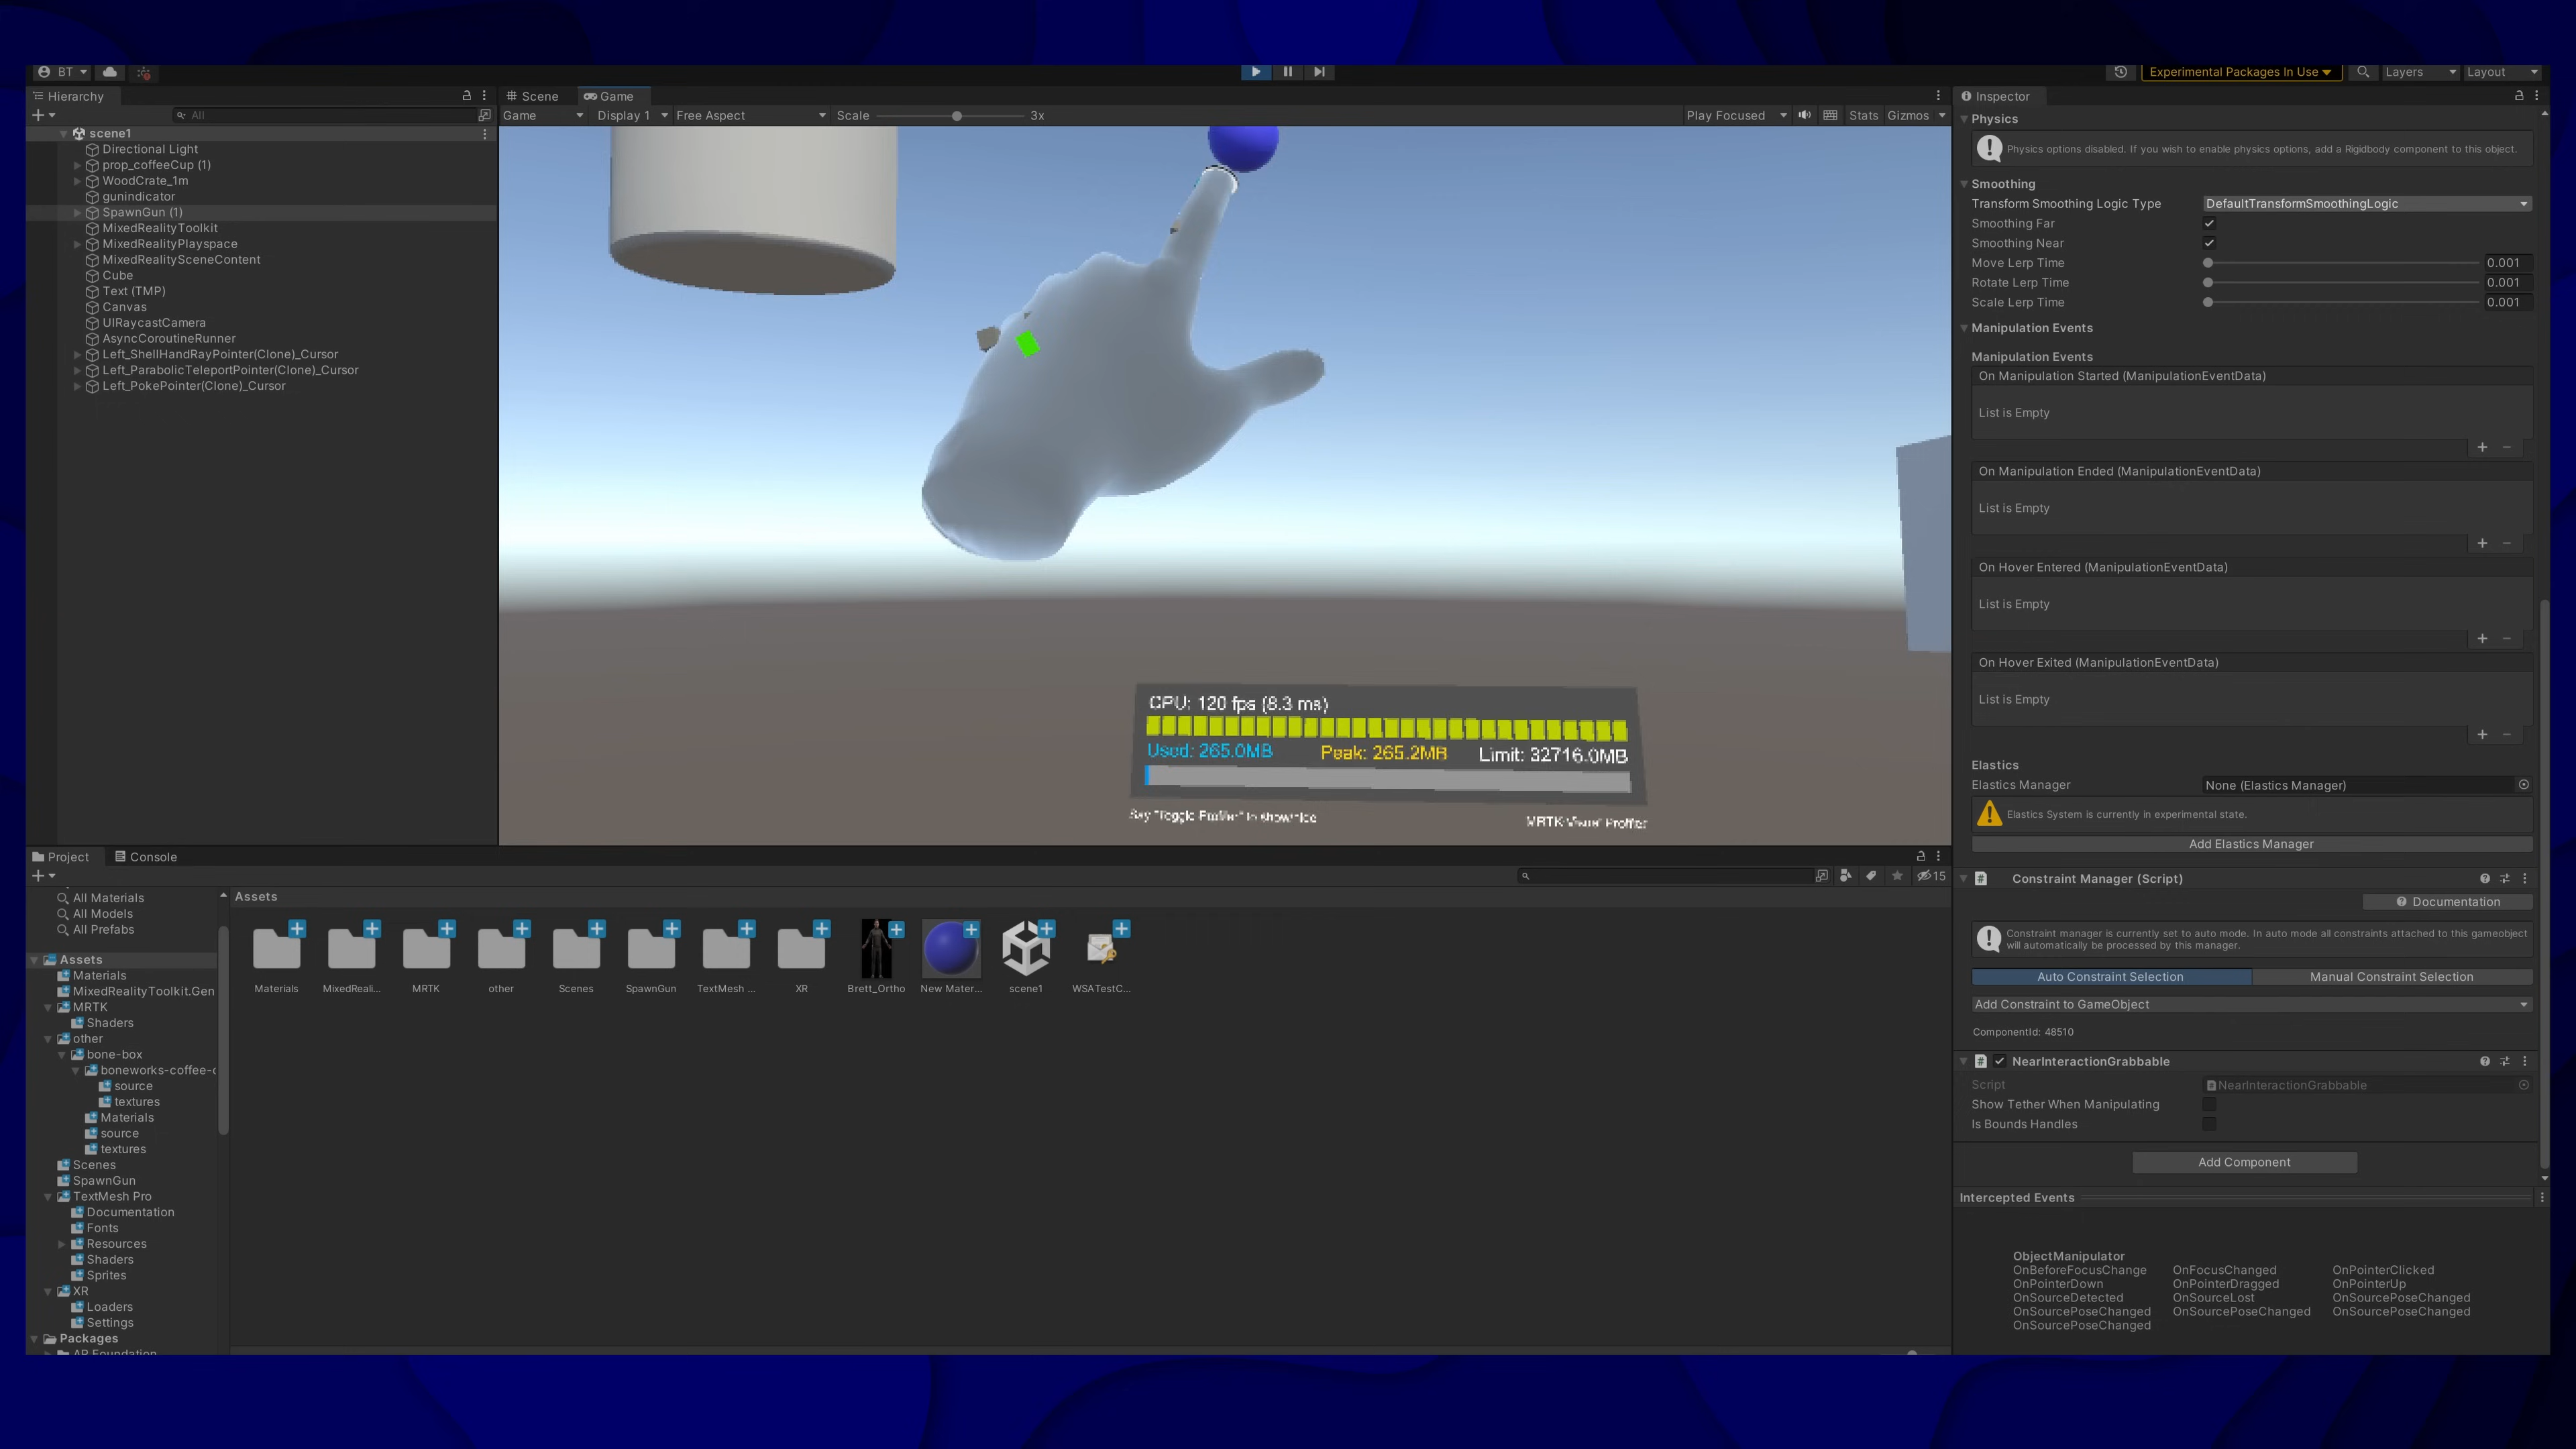 BT
Experimental Packages In Use
Layers
Layout
Hierarchy
All
scene1
Directional Light
prop_coffeeCup (1)
WoodCrate_1m
gunindicator
SpawnGun (1)
MixedRealityToolkit
MixedRealityPlayspace
MixedRealitySceneContent
Cube
Text (TMP)
Canvas
UIRaycastCamera
AsyncCoroutineRunner
Left_ShellHandRayPointer(Clone)_Cursor
Left_ParabolicTeleportPointer(Clone)_Cursor
Left_PokePointer(Clone)_Cursor
Scene
Game
Game
Display 1
Free Aspect
Scale
3x
Play Focused
Stats
Gizmos
CPU: 120 fps (8.3 ms)
Used: 265.0MB
Peak: 265.2MB
Limit: 32716.0MB
Say "Toggle Profiler" to show/hide
MRTK Visual Profiler
Inspector
Physics
Physics options disabled. If you wish to enable physics options, add a Rigidbody component to this object.
Smoothing
Transform Smoothing Logic Type
DefaultTransformSmoothingLogic
Smoothing Far
Smoothing Near
Move Lerp Time
0.001
Rotate Lerp Time
0.001
Scale Lerp Time
0.001
Manipulation Events
Manipulation Events
On Manipulation Started (ManipulationEventData)
List is Empty
On Manipulation Ended (ManipulationEventData)
List is Empty
On Hover Entered (ManipulationEventData)
List is Empty
On Hover Exited (ManipulationEventData)
List is Empty
Elastics
Elastics Manager
None (Elastics Manager)
Elastics System is currently in experimental state.
Add Elastics Manager
Constraint Manager (Script)
Documentation
Constraint manager is currently set to auto mode. In auto mode all constraints attached to this gameobject
will automatically be processed by this manager.
Auto Constraint Selection
Manual Constraint Selection
Add Constraint to GameObject
ComponentId: 48510
NearInteractionGrabbable
Script
NearInteractionGrabbable
Show Tether When Manipulating
Is Bounds Handles
Add Component
Intercepted Events
ObjectManipulator
OnBeforeFocusChange
OnFocusChanged
OnPointerClicked
OnPointerDown
OnPointerDragged
OnPointerUp
OnSourceDetected
OnSourceLost
OnSourcePoseChanged
OnSourcePoseChanged
OnSourcePoseChanged
OnSourcePoseChanged
OnSourcePoseChanged
Project
Console
15
All Materials
All Models
All Prefabs
Assets
Materials
MixedRealityToolkit.Gen
MRTK
Shaders
other
bone-box
boneworks-coffee-c
source
textures
Materials
source
textures
Scenes
SpawnGun
TextMesh Pro
Documentation
Fonts
Resources
Shaders
Sprites
XR
Loaders
Settings
Packages
AR Foundation
Assets
Materials
MixedReali...
MRTK
other
Scenes
SpawnGun
TextMesh ...
XR
Brett_Ortho
New Mater...
scene1
WSATestC...